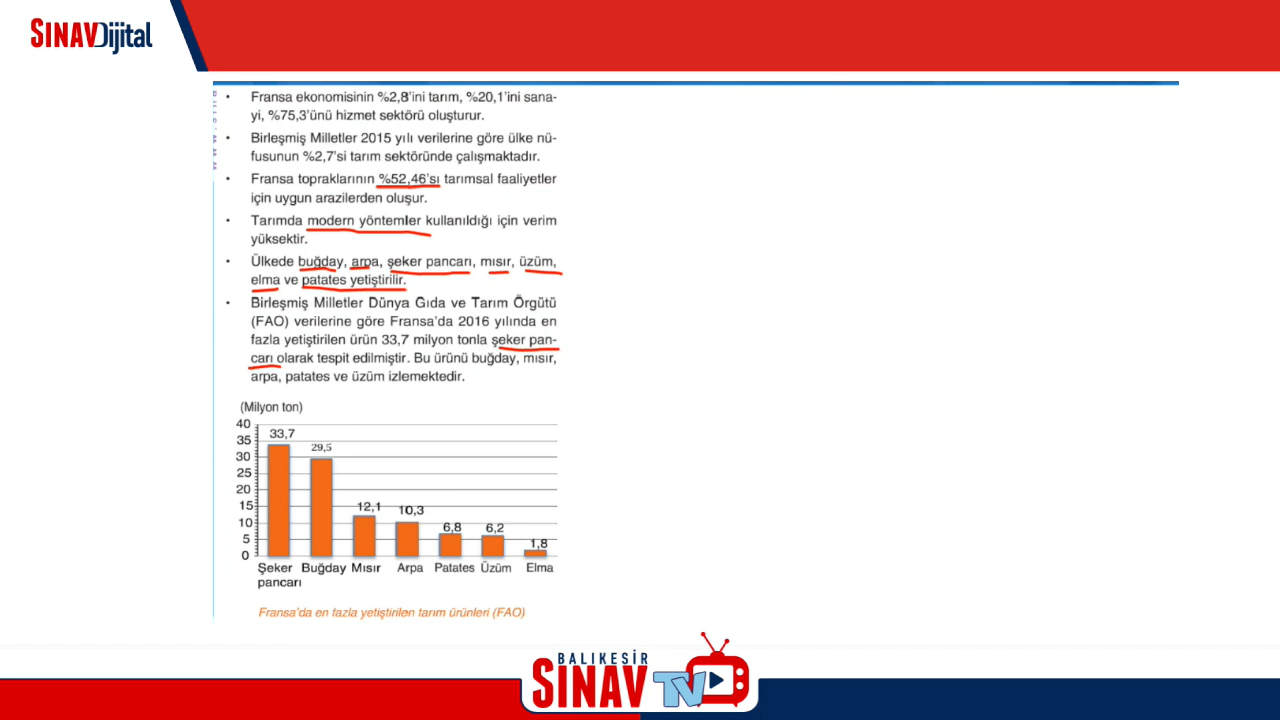 SINAVDijital
• Fransa ekonomisinin %2,8'ini tarım, %20,1'ini sana-
yi, %75,3'ünü hizmet sektörü oluşturur.
• Birleşmiş Milletler 2015 yılı verilerine göre ülke nü-
fusunun %2,7'si tarım sektöründe çalışmaktadır.
• Fransa topraklarının %52,46'sı tarımsal faaliyetler
için uygun arazilerden oluşur.
• Tarımda modern yöntemler kullanıldığı için verim
yüksektir.
• Ülkede buğday, arpa, şeker pancarı, mısır, üzüm,
elma ve patates yetiştirilir.
• Birleşmiş Milletler Dünya Gıda ve Tarım Örgütü
(FAO) verilerine göre Fransa'da 2016 yılında en
fazla yetiştirilen ürün 33,7 milyon tonla şeker pan-
carı olarak tespit edilmiştir. Bu ürünü buğday, mısır,
arpa, patates ve üzüm izlemektedir.
(Milyon ton)
40
35
30
25
20
15
10
5
0
33,7
29,5
12,1
10,3
6,8
6,2
1,8
Şeker pancarı
Buğday
Mısır
Arpa
Patates
Üzüm
Elma
Fransa'da en fazla yetiştirilen tarım ürünleri (FAO)
BALIKESİR
SINAV TV